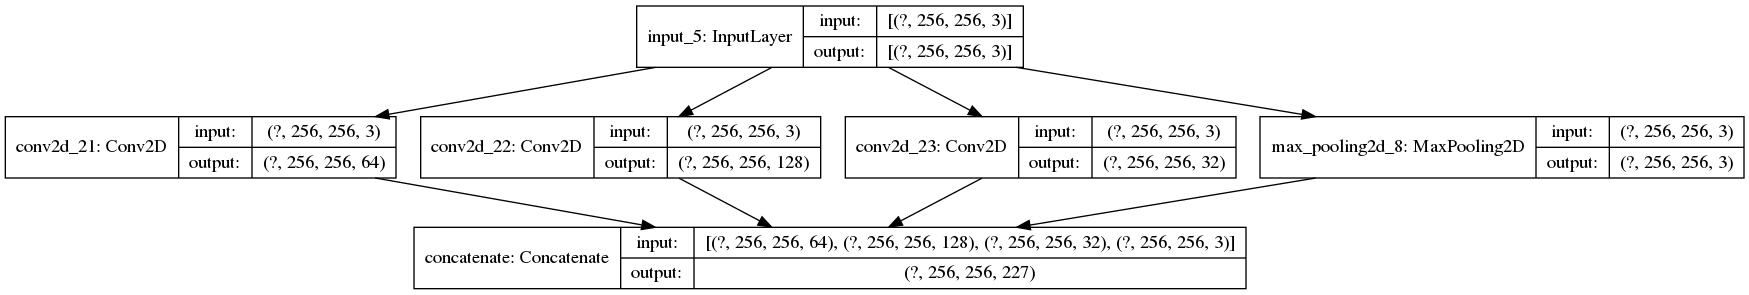 input_5: InputLayer
input: [(?, 256, 256, 3)]
output: [(?, 256, 256, 3)]
conv2d_21: Conv2D
input: (?, 256, 256, 3)
output: (?, 256, 256, 64)
conv2d_22: Conv2D
input: (?, 256, 256, 3)
output: (?, 256, 256, 128)
conv2d_23: Conv2D
input: (?, 256, 256, 3)
output: (?, 256, 256, 32)
max_pooling2d_8: MaxPooling2D
input: (?, 256, 256, 3)
output: (?, 256, 256, 3)
concatenate: Concatenate
input: [(?, 256, 256, 64), (?, 256, 256, 128), (?, 256, 256, 32), (?, 256, 256, 3)]
output: (?, 256, 256, 227)